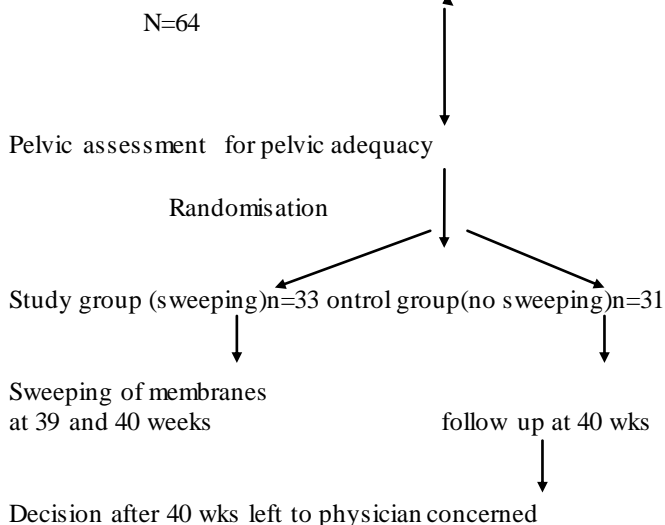 N=64
Pelvic assessment for pelvic adequacy
Randomisation
Study group (sweeping)n=33 ontrol group(no sweeping)n=31
Sweeping of membranes
at 39 and 40 weeks follow up at 40 wks
Decision after 40 wks left to physician concerned